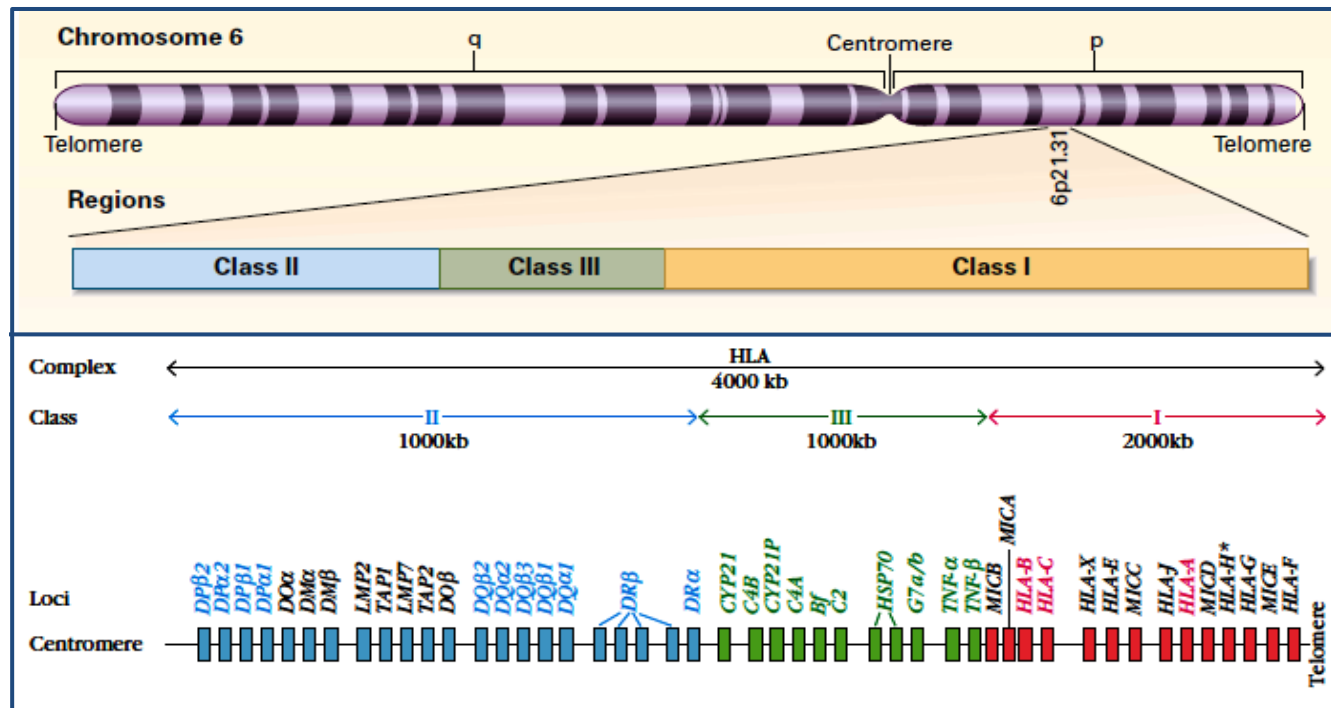 Chromosome 6
q
Centromere
p
Telomere
Telomere
6p21.31
Regions
Class II
Class III
Class I
Complex
HLA
4000 kb
Class
II
1000kb
III
1000kb
I
2000kb
Loci
DPβ2
DPα2
DPβ1
DPα1
DOα
DMα
DMβ
LMP2
TAP1
LMP7
TAP2
DOβ
DQβ2
DQα2
DQβ3
DQβ1
DQα1
DRβ
DRα
CYP21
C4B
CYP21P
C4A
Bf
C2
HSP70
G7a/b
TNF-α
TNF-β
MICB
MICA
HLA-B
HLA-C
HLA-X
HLA-E
MICC
HLA-J
HLA-A
MICD
HLA-H*
HLA-G
MICE
HLA-F
Centromere
Telomere